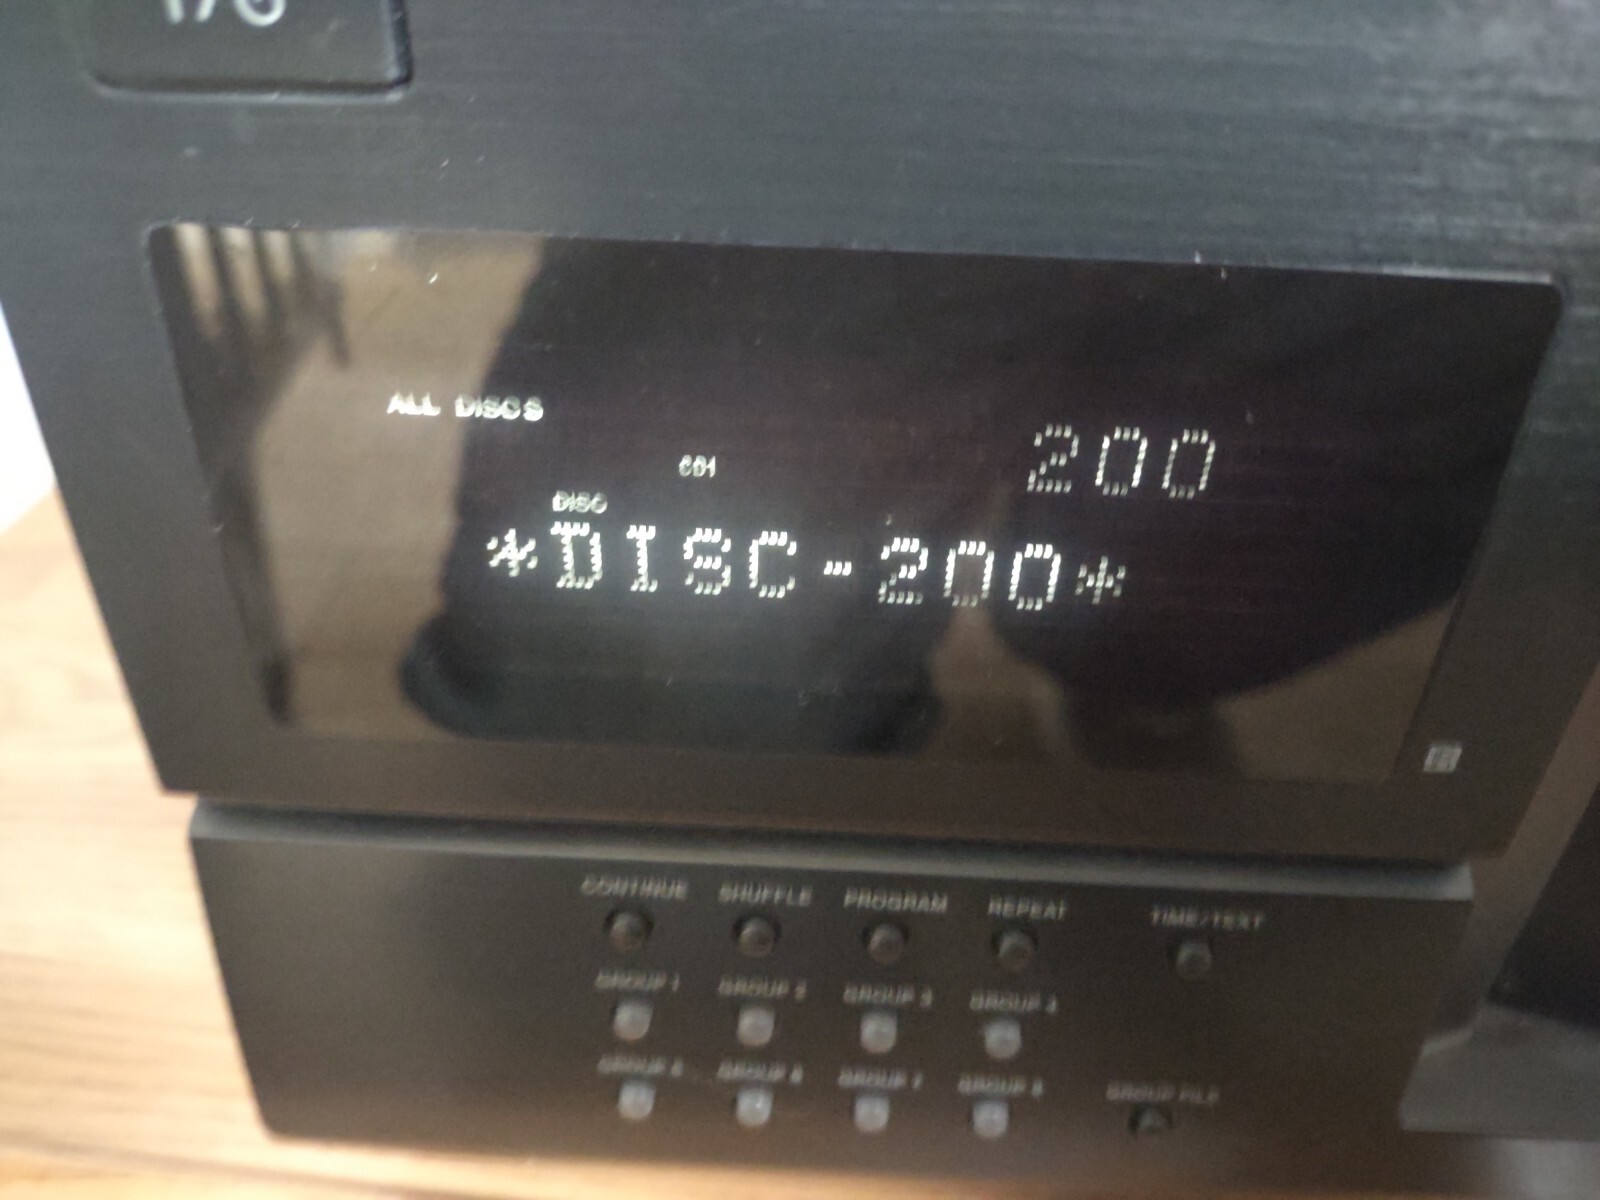 ALL DISCS
200
CD1
DISC
*DISC-200*
CONTINUE SHUFFLE PROGRAM REPEAT TIME/TEXT
GROUP 1 GROUP 2 GROUP 3 GROUP 4
GROUP 5 GROUP 6 GROUP 7 GROUP 8 GROUP FILE